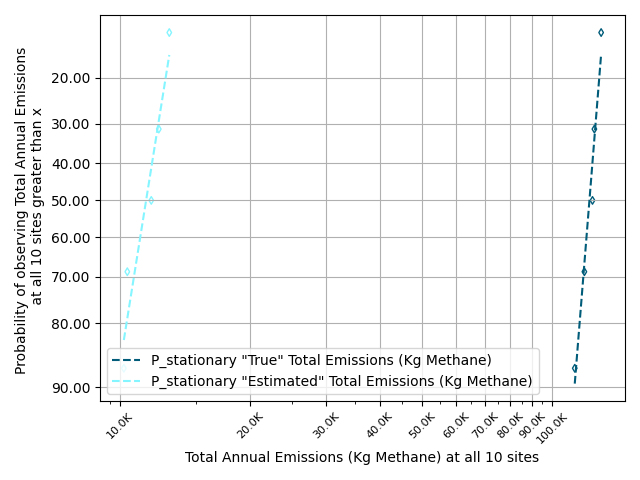 Probability of observing Total Annual Emissions
at all 10 sites greater than x
20.00
30.00
40.00
50.00
60.00
70.00
80.00
90.00
P_stationary "True" Total Emissions (Kg Methane)
P_stationary "Estimated" Total Emissions (Kg Methane)
10.0K
20.0K
30.0K
40.0K
50.0K
60.0K
70.0K
80.0K
90.0K
100.0K
Total Annual Emissions (Kg Methane) at all 10 sites